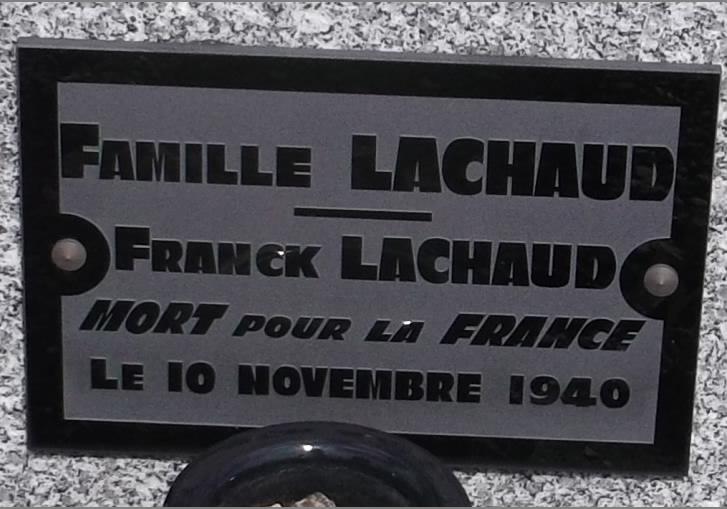 FAMILLE LACHAUD
FRANCK LACHAUD
MORT POUR LA FRANCE
LE 10 NOVEMBRE 1940